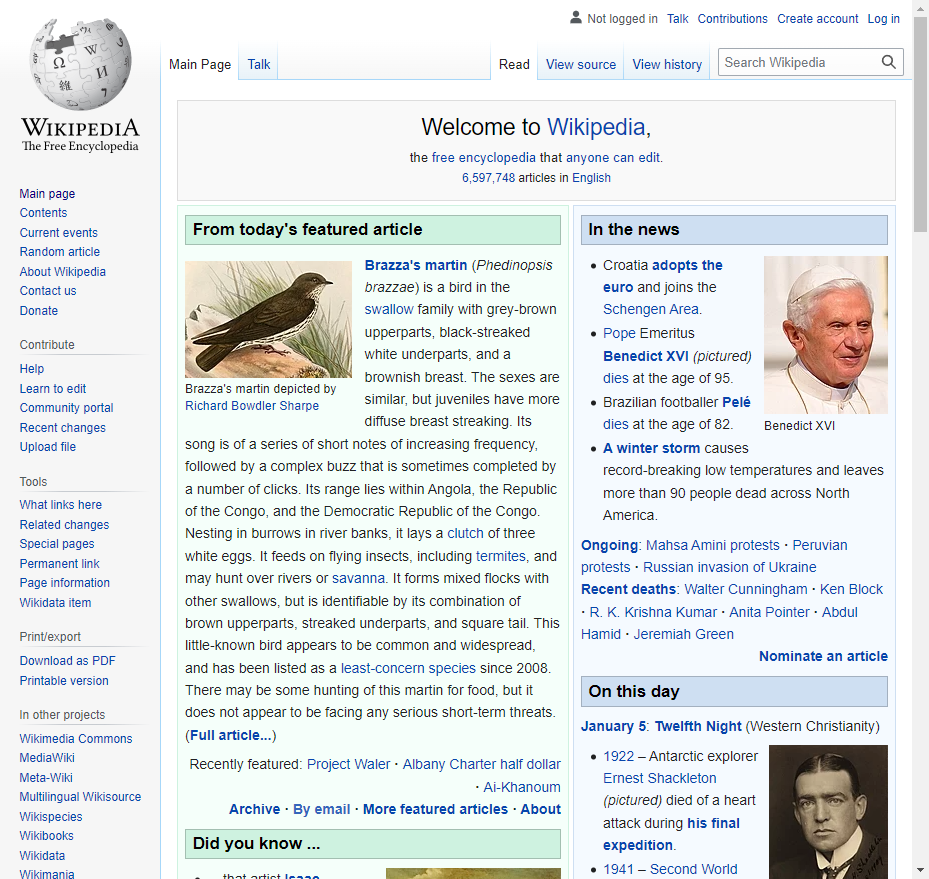 Not logged in Talk Contributions Create account Log in
Main Page Talk Read View source View history Search Wikipedia
WIKIPEDIA
The Free Encyclopedia
Main page
Contents
Current events
Random article
About Wikipedia
Contact us
Donate
Contribute
Help
Learn to edit
Community portal
Recent changes
Upload file
Tools
What links here
Related changes
Special pages
Permanent link
Page information
Wikidata item
Print/export
Download as PDF
Printable version
In other projects
Wikimedia Commons
MediaWiki
Meta-Wiki
Multilingual Wikisource
Wikispecies
Wikibooks
Wikidata
Wikimania
Welcome to Wikipedia,
the free encyclopedia that anyone can edit.
6,597,748 articles in English
From today's featured article
Brazza's martin (Phedinopsis
brazzae) is a bird in the
swallow family with grey-brown
upperparts, black-streaked
white underparts, and a
brownish breast. The sexes are
similar, but juveniles have more
diffuse breast streaking. Its
Brazza's martin depicted by
Richard Bowdler Sharpe
song is of a series of short notes of increasing frequency,
followed by a complex buzz that is sometimes completed by
a number of clicks. Its range lies within Angola, the Republic
of the Congo, and the Democratic Republic of the Congo.
Nesting in burrows in river banks, it lays a clutch of three
white eggs. It feeds on flying insects, including termites, and
may hunt over rivers or savanna. It forms mixed flocks with
other swallows, but is identifiable by its combination of
brown upperparts, streaked underparts, and square tail. This
little-known bird appears to be common and widespread,
and has been listed as a least-concern species since 2008.
There may be some hunting of this martin for food, but it
does not appear to be facing any serious short-term threats.
(Full article...)
Recently featured: Project Waler · Albany Charter half dollar
· Ai-Khanoum
Archive · By email · More featured articles · About
Did you know ...
... that artist Isaac
In the news
• Croatia adopts the
euro and joins the
Schengen Area.
• Pope Emeritus
Benedict XVI (pictured)
dies at the age of 95.
• Brazilian footballer Pelé
dies at the age of 82.
Benedict XVI
• A winter storm causes
record-breaking low temperatures and leaves
more than 90 people dead across North
America.
Ongoing: Mahsa Amini protests · Peruvian
protests · Russian invasion of Ukraine
Recent deaths: Walter Cunningham · Ken Block
· R. K. Krishna Kumar · Anita Pointer · Abdul
Hamid · Jeremiah Green
Nominate an article
On this day
January 5: Twelfth Night (Western Christianity)
• 1922 – Antarctic explorer
Ernest Shackleton
(pictured) died of a heart
attack during his final
expedition.
• 1941 – Second World